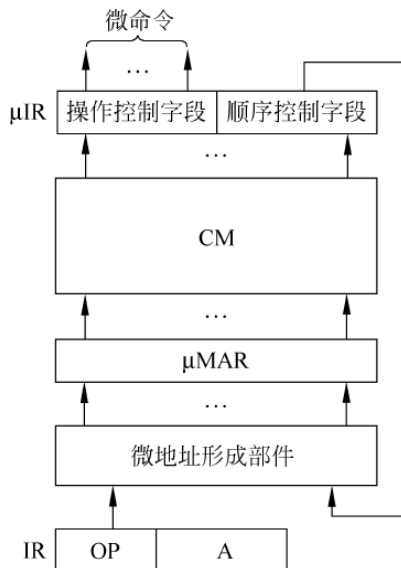 微命令
…
μIR 操作控制字段 顺序控制字段
…
CM
…
μMAR
…
微地址形成部件
IR OP A